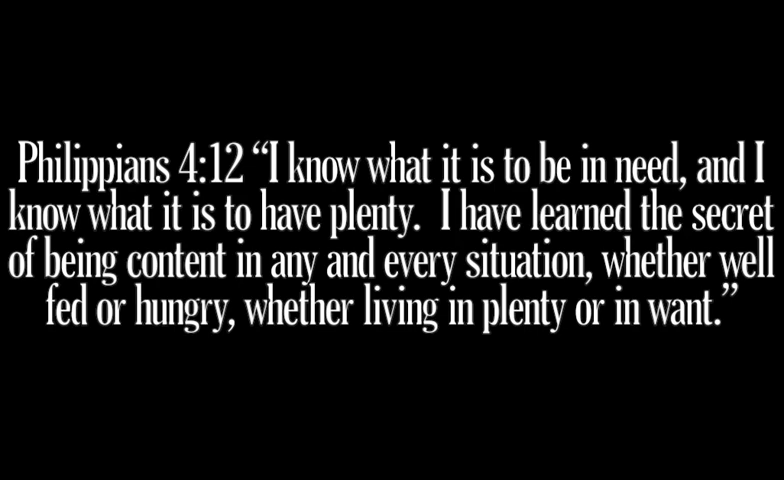 Philippians 4:12 “I know what it is to be in need, and I
know what it is to have plenty.  I have learned the secret
of being content in any and every situation, whether well
fed or hungry, whether living in plenty or in want.”